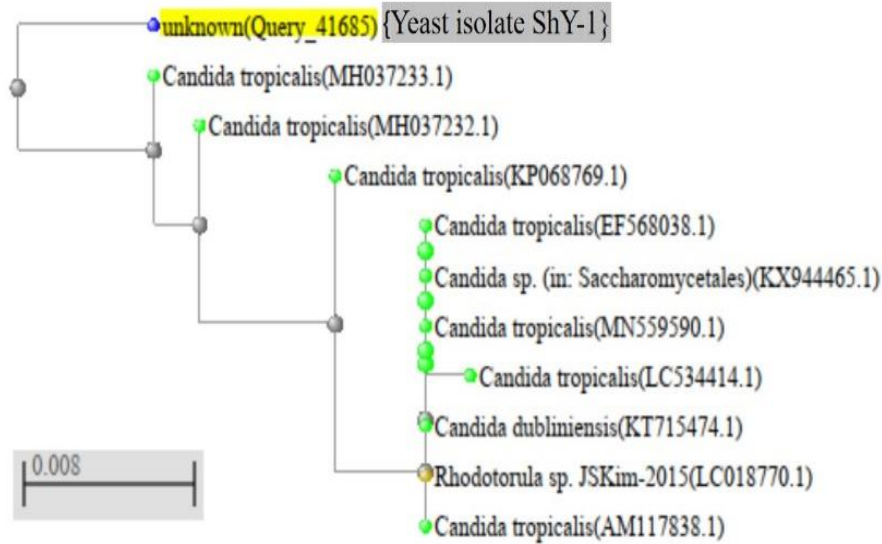 unknown(Query_41685) {Yeast isolate ShY-1}
Candida tropicalis(MH037233.1)
Candida tropicalis(MH037232.1)
Candida tropicalis(KP068769.1)
Candida tropicalis(EF568038.1)
Candida sp. (in: Saccharomycetales)(KX944465.1)
Candida tropicalis(MN559590.1)
Candida tropicalis(LC534414.1)
Candida dubliniensis(KT715474.1)
Rhodotorula sp. JSKim-2015(LC018770.1)
Candida tropicalis(AM117838.1)
0.008